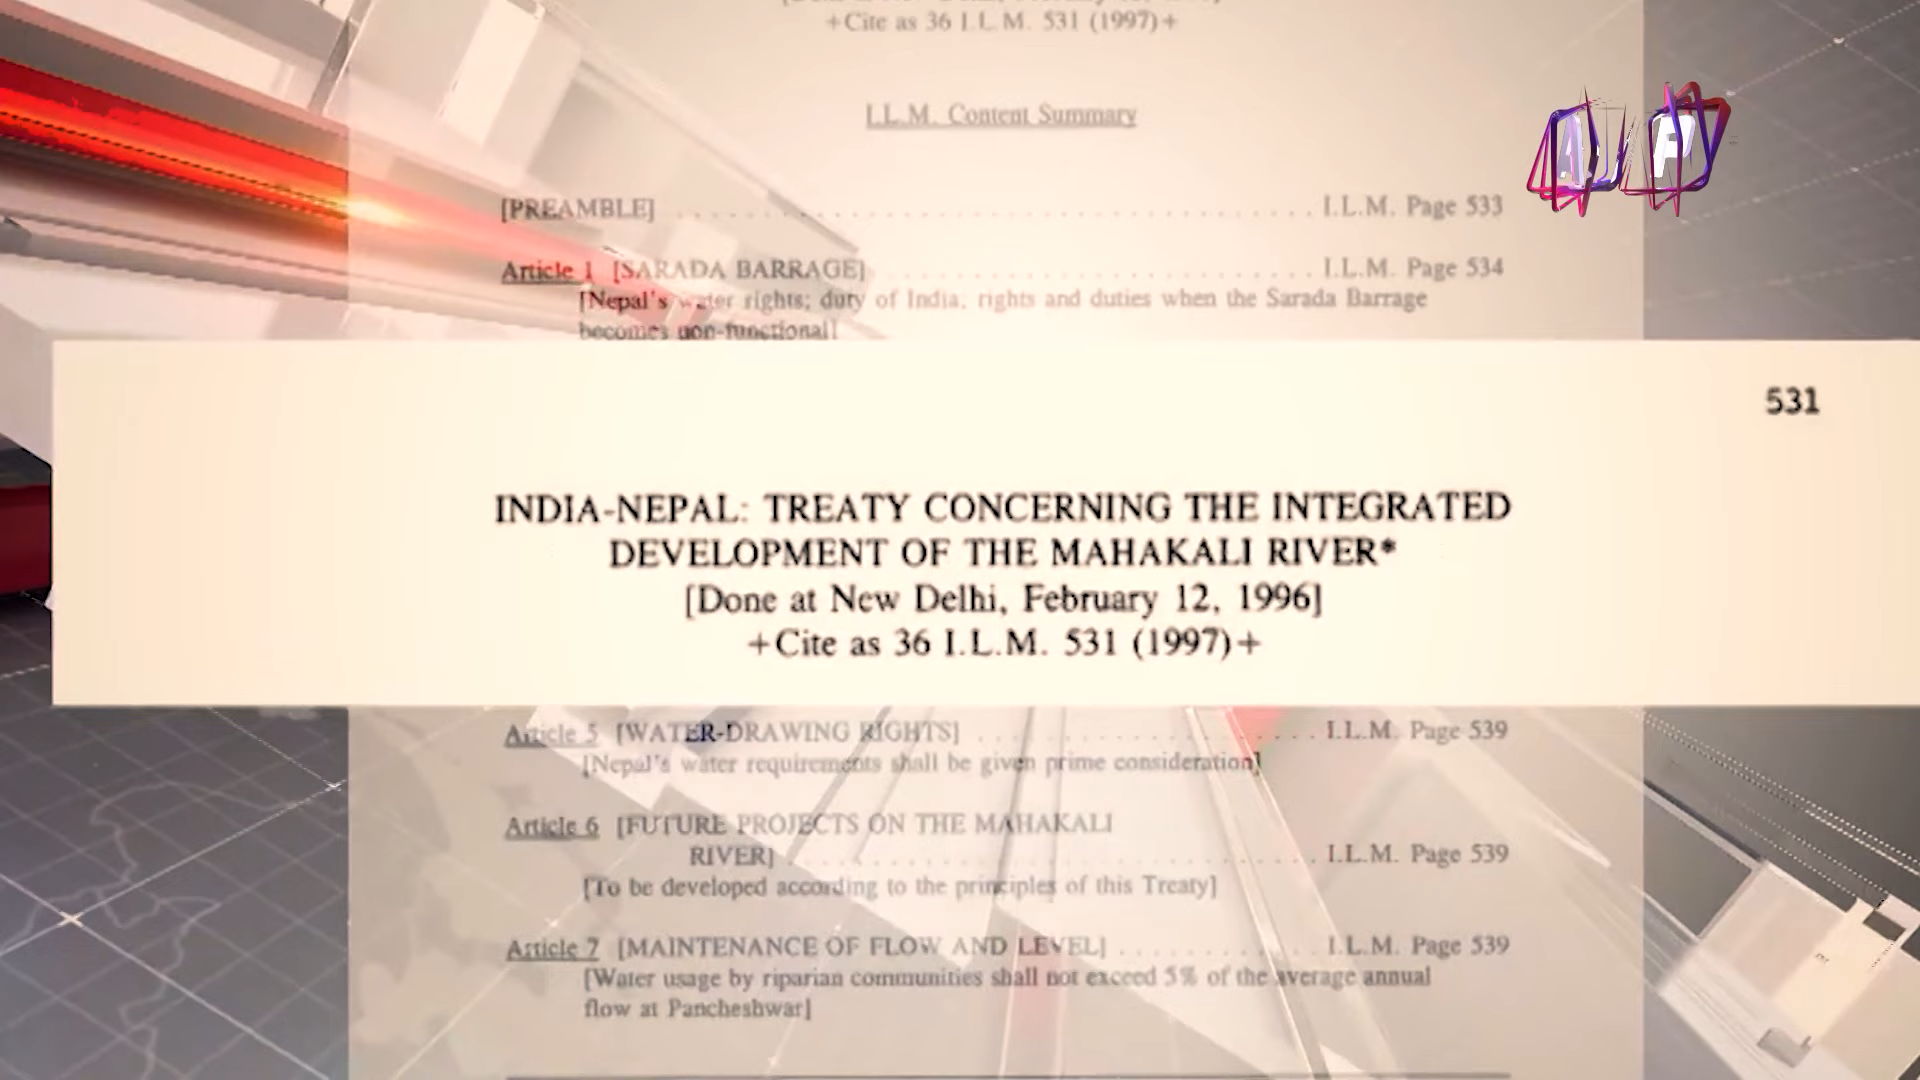 +Cite as 36 I.L.M. 531 (1997)+
I.L.M. Content Summary
[PREAMBLE] I.L.M. Page 533
Article 1 [SARADA BARRAGE] I.L.M. Page 534
[Nepal's water rights; duty of India; rights and duties when the Sarada Barrage
becomes non-functional]
531
INDIA-NEPAL: TREATY CONCERNING THE INTEGRATED
DEVELOPMENT OF THE MAHAKALI RIVER*
[Done at New Delhi, February 12, 1996]
+Cite as 36 I.L.M. 531 (1997)+
Article 5 [WATER-DRAWING RIGHTS] I.L.M. Page 539
[Nepal's water requirements shall be given prime consideration]
Article 6 [FUTURE PROJECTS ON THE MAHAKALI
RIVER] I.L.M. Page 539
[To be developed according to the principles of this Treaty]
Article 7 [MAINTENANCE OF FLOW AND LEVEL] I.L.M. Page 539
[Water usage by riparian communities shall not exceed 5% of the average annual
flow at Pancheshwar]